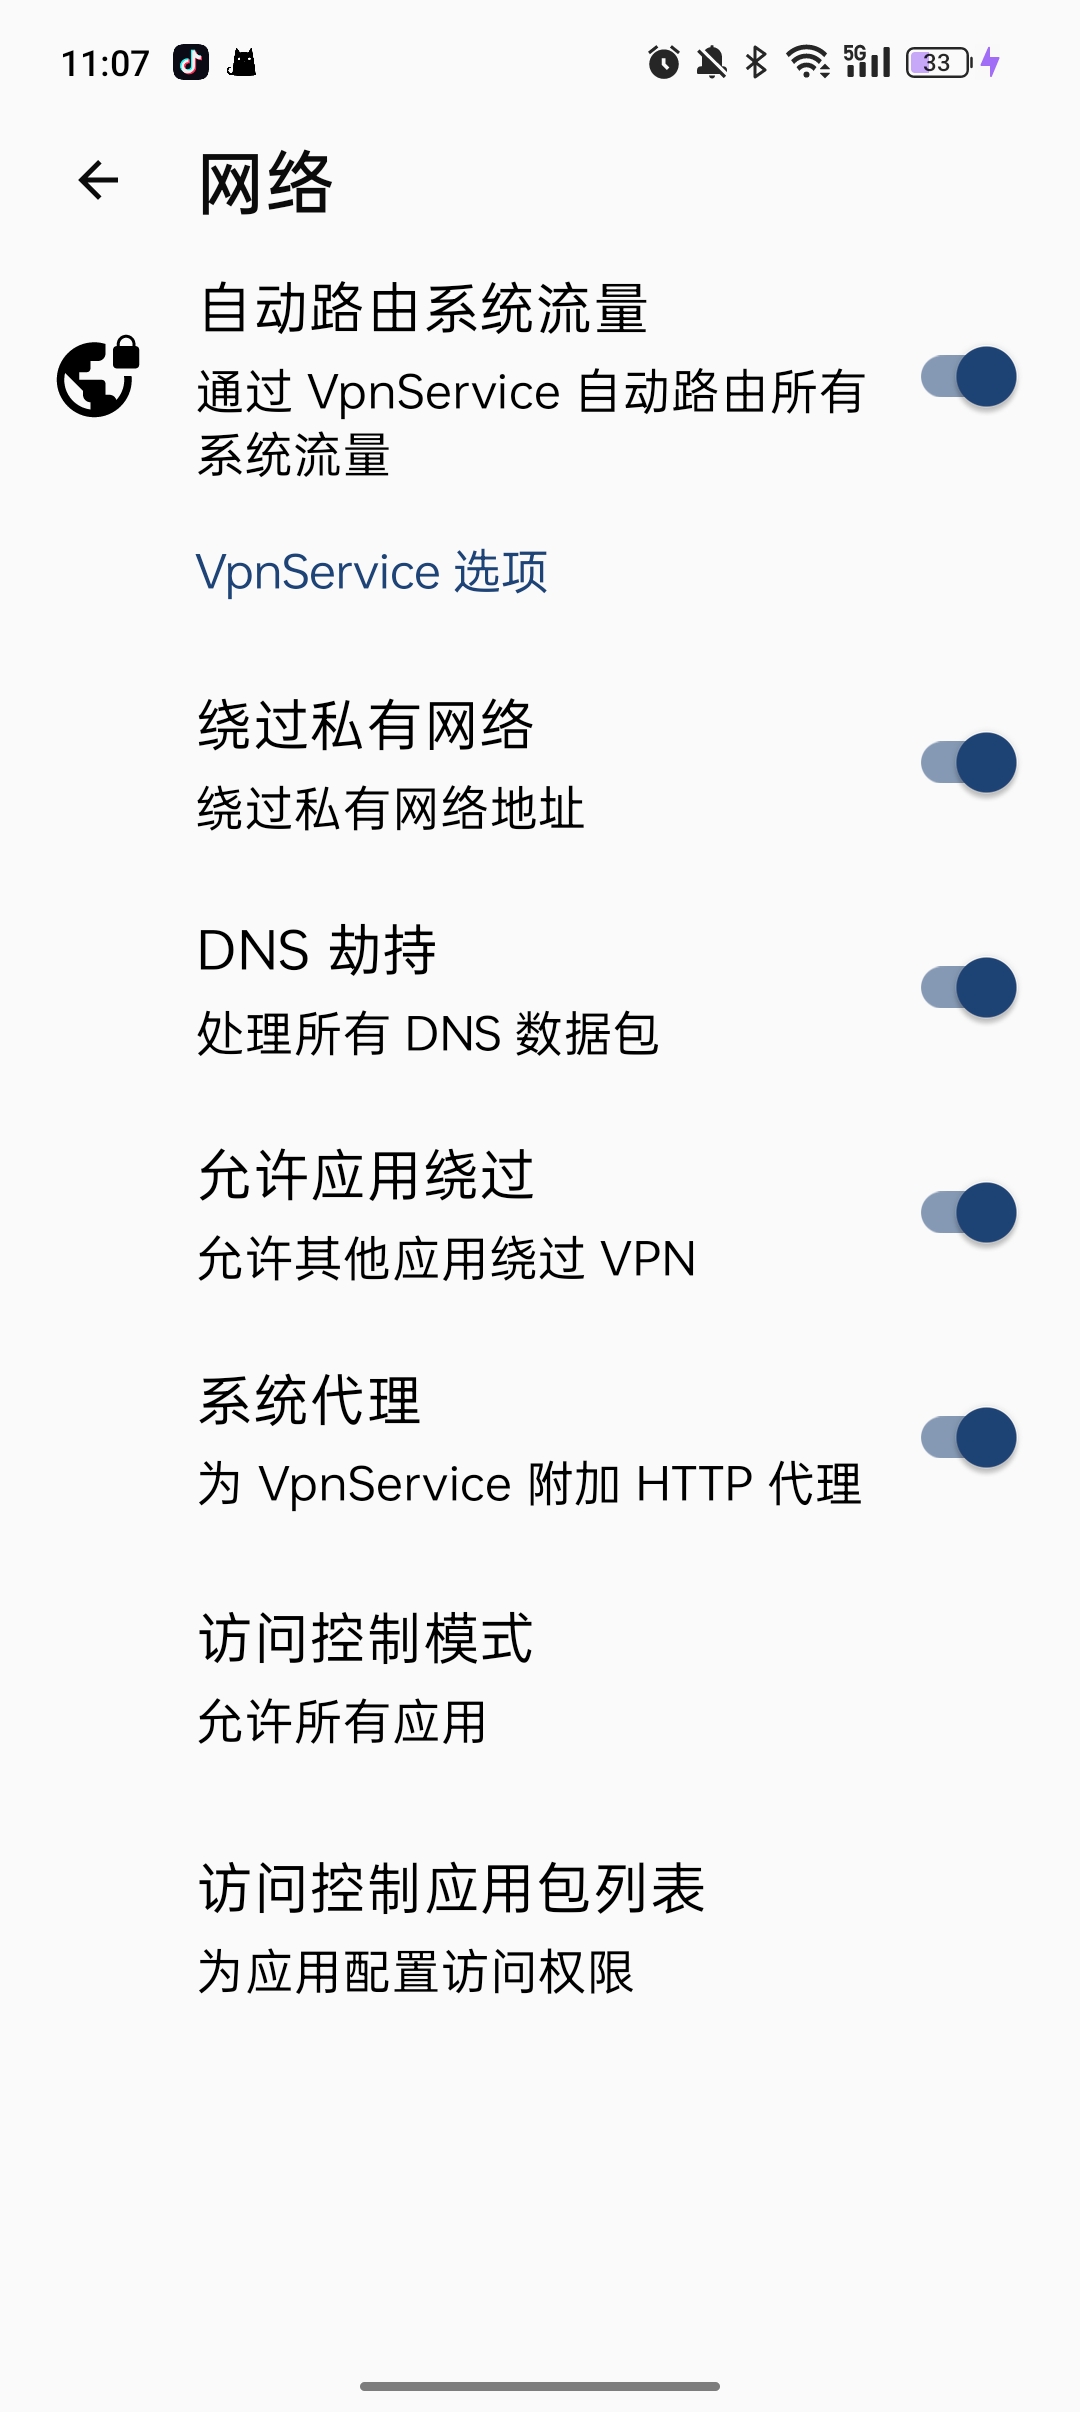 11:07
5G
33
网络
自动路由系统流量
通过 VpnService 自动路由所有
系统流量
VpnService 选项
绕过私有网络
绕过私有网络地址
DNS 劫持
处理所有 DNS 数据包
允许应用绕过
允许其他应用绕过 VPN
系统代理
为 VpnService 附加 HTTP 代理
访问控制模式
允许所有应用
访问控制应用包列表
为应用配置访问权限